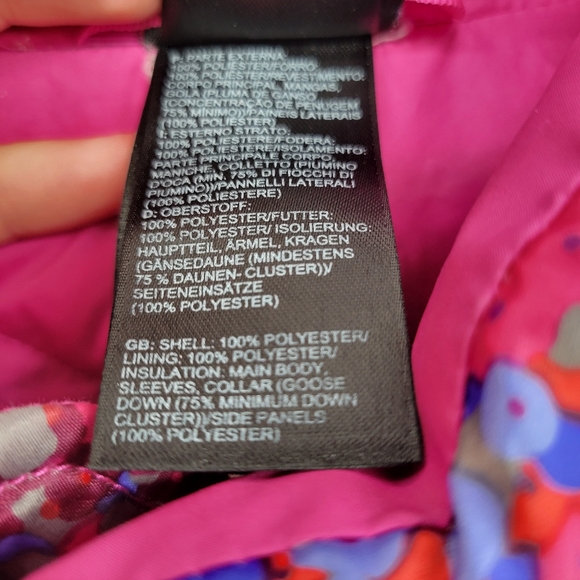 P: PARTE EXTERNA:
100% POLIÉSTER/FORRO:
100% POLIÉSTER/REVESTIMENTO:
CORPO PRINCIPAL, MANGAS,
GOLA (PLUMA DE GANSO
(CONCENTRAÇÃO DE PENUGEM
75% MÍNIMO))/PAINÉIS LATERAIS
(100% POLIÉSTER)
I: ESTERNO STRATO:
100% POLIESTERE/FODERA:
100% POLIESTERE/ISOLAMENTO:
PARTE PRINCIPALE CORPO,
MANICHE, COLLETTO (PIUMINO
D'OCA (MIN. 75% DI FIOCCHI DI
PIUMINO))/PANNELLI LATERALI
(100% POLIESTERE)
D: OBERSTOFF:
100% POLYESTER/FUTTER:
100% POLYESTER/ ISOLIERUNG:
HAUPTTEIL, ÄRMEL, KRAGEN
(GÄNSEDAUNE (MINDESTENS
75 % DAUNEN- CLUSTER))/
SEITENEINSÄTZE
(100% POLYESTER)
GB: SHELL: 100% POLYESTER/
LINING: 100% POLYESTER/
INSULATION: MAIN BODY,
SLEEVES, COLLAR (GOOSE
DOWN (75% MINIMUM DOWN
CLUSTER))/SIDE PANELS
(100% POLYESTER)